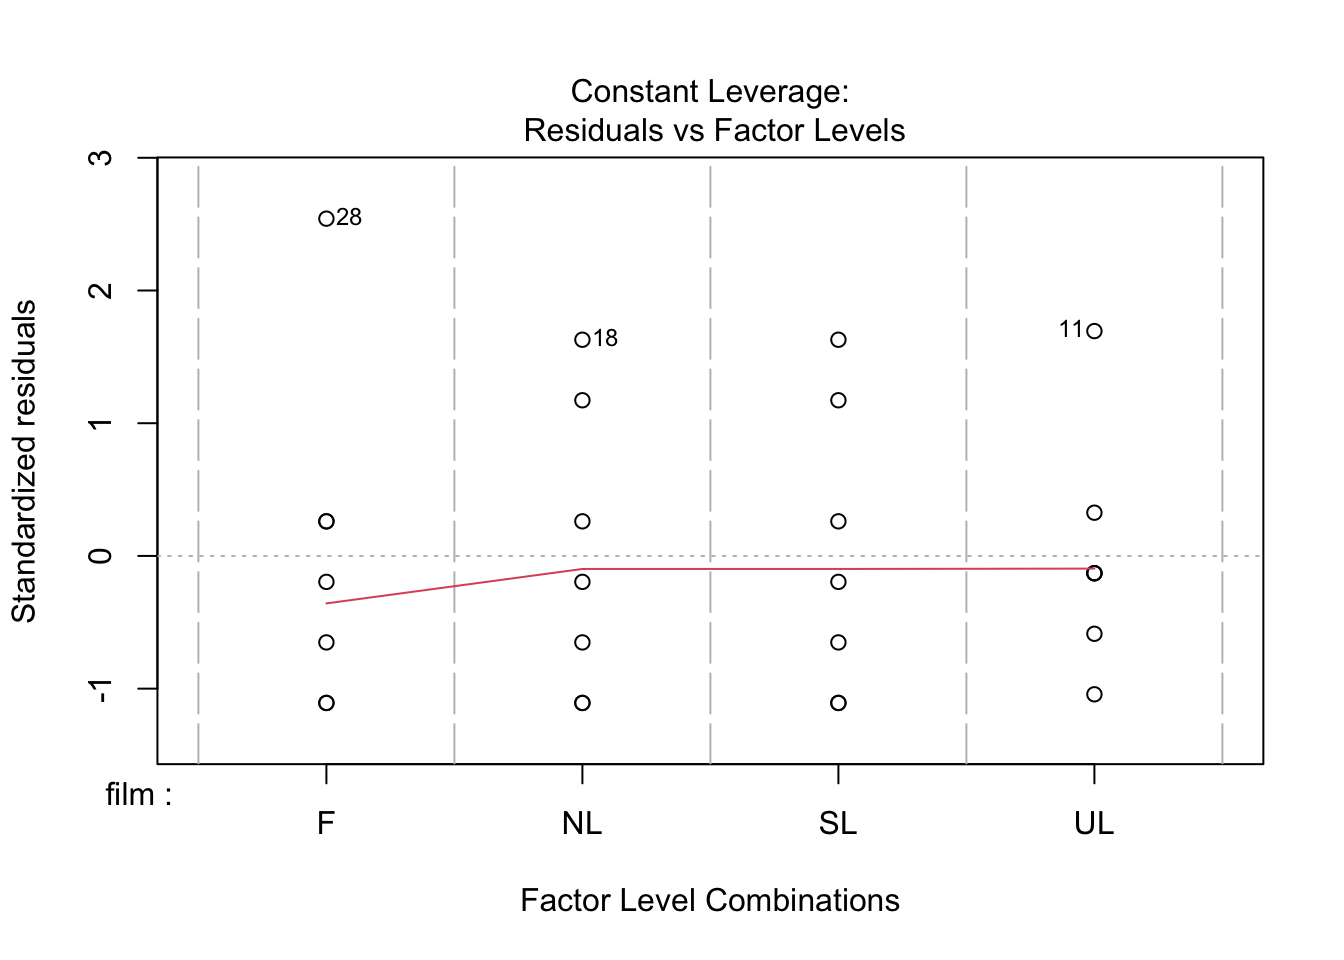 Constant Leverage:
Residuals vs Factor Levels
Standardized residuals
3
2
1
0
-1
28
18
11
film :
F NL SL UL
Factor Level Combinations